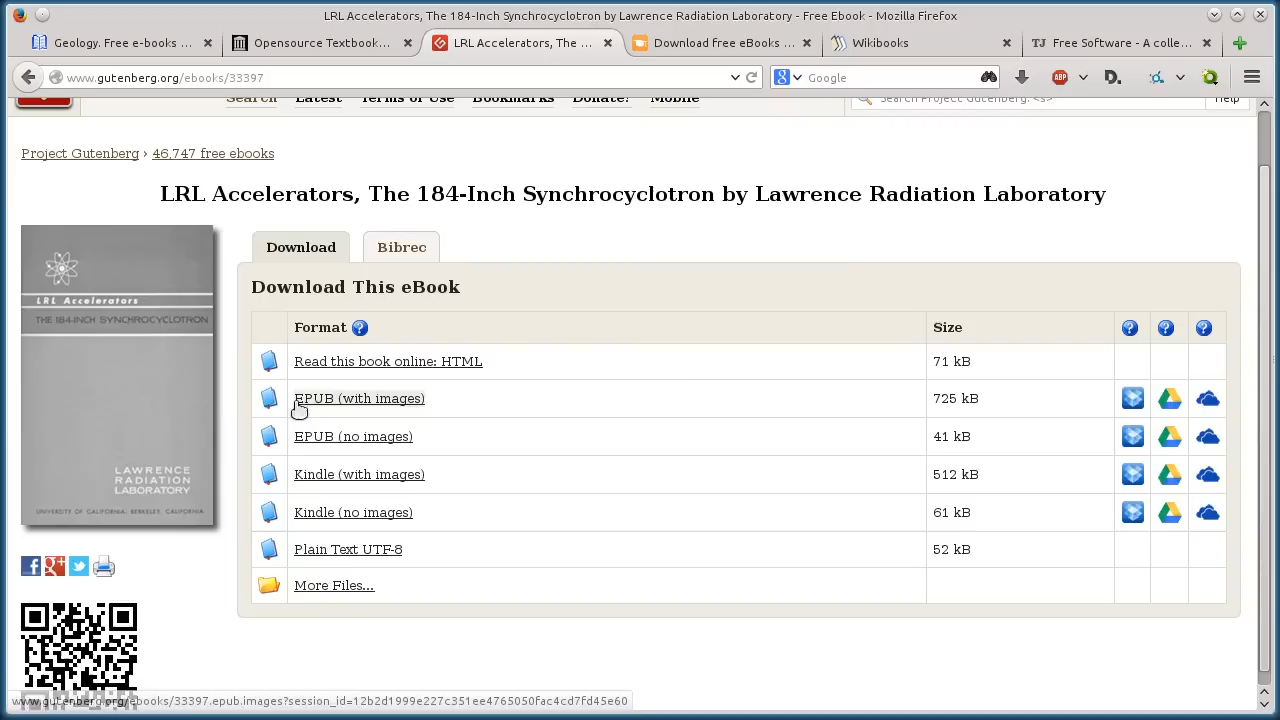 LRL Accelerators, The 184-Inch Synchrocyclotron by Lawrence Radiation Laboratory - Free Ebook - Mozilla Firefox
Geology. Free e-books ...
Opensource Textbook...
LRL Accelerators, The ...
Download free eBooks ...
Wikibooks
Free Software - A colle...
www.gutenberg.org/ebooks/33397
Google
ABP
D.
Search
Latest
Terms of Use
Bookmarks
Donate!
Mobile
Search Project Gutenberg. <s>
Help
Project Gutenberg › 46,747 free ebooks
LRL Accelerators, The 184-Inch Synchrocyclotron by Lawrence Radiation Laboratory
LRL Accelerators
THE 184-INCH SYNCHROCYCLOTRON
LAWRENCE
RADIATION
LABORATORY
UNIVERSITY OF CALIFORNIA, BERKELEY, CALIFORNIA
Download
Bibrec
Download This eBook
Format ?
Size
? ? ?
Read this book online: HTML 71 kB
EPUB (with images) 725 kB
EPUB (no images) 41 kB
Kindle (with images) 512 kB
Kindle (no images) 61 kB
Plain Text UTF-8 52 kB
More Files...
www.gutenberg.org/ebooks/33397.epub.images?session_id=12b2d1999e227c351ee4765050fac4cd7fd45e60